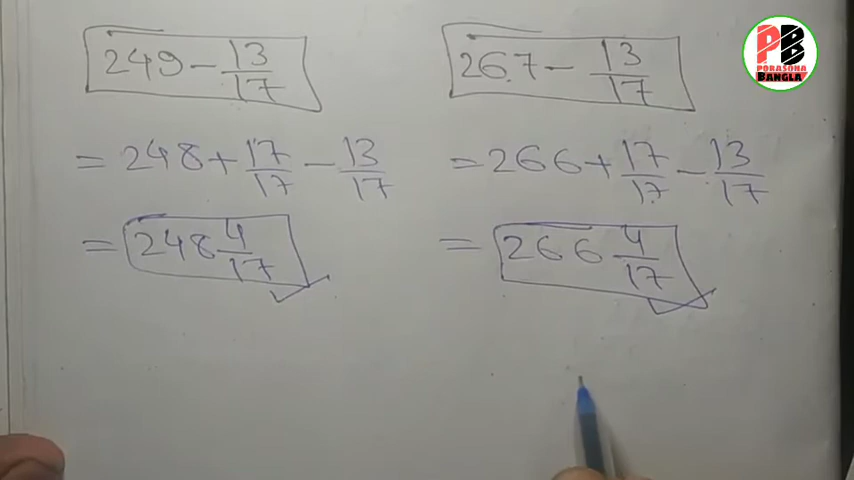 249 - 13/17
= 248 + 17/17 - 13/17
= 248 4/17
267 - 13/17
= 266 + 17/17 - 13/17
= 266 4/17
PB
PORASONA
BANGLA